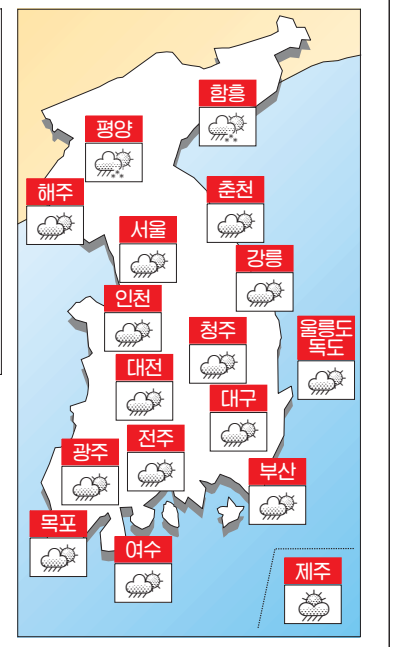 함흥
평양
해주
춘천
서울
강릉
인천
청주
울릉도
독도
대전
대구
전주
광주
부산
목포
여수
제주